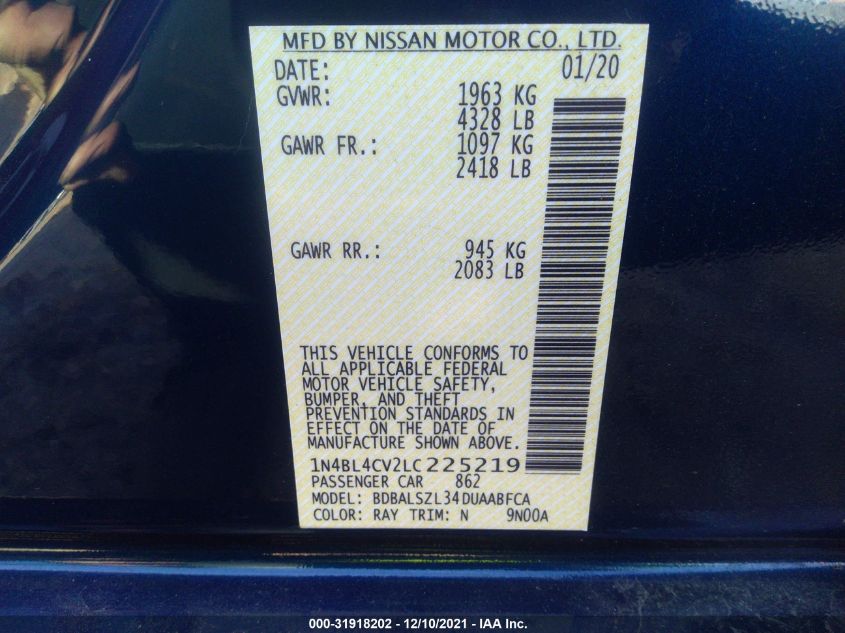 MFD BY NISSAN MOTOR CO., LTD.
DATE: 01/20
GVWR: 1963 KG
4328 LB
GAWR FR.: 1097 KG
2418 LB
GAWR RR.: 945 KG
2083 LB
THIS VEHICLE CONFORMS TO
ALL APPLICABLE FEDERAL
MOTOR VEHICLE SAFETY,
BUMPER, AND THEFT
PREVENTION STANDARDS IN
EFFECT ON THE DATE OF
MANUFACTURE SHOWN ABOVE.
1N4BL4CV2LC225219
PASSENGER CAR 862
MODEL: BDBALSZL34DUAABFCA
COLOR: RAY TRIM: N 9N00A
000-31918202 - 12/10/2021 - IAA Inc.